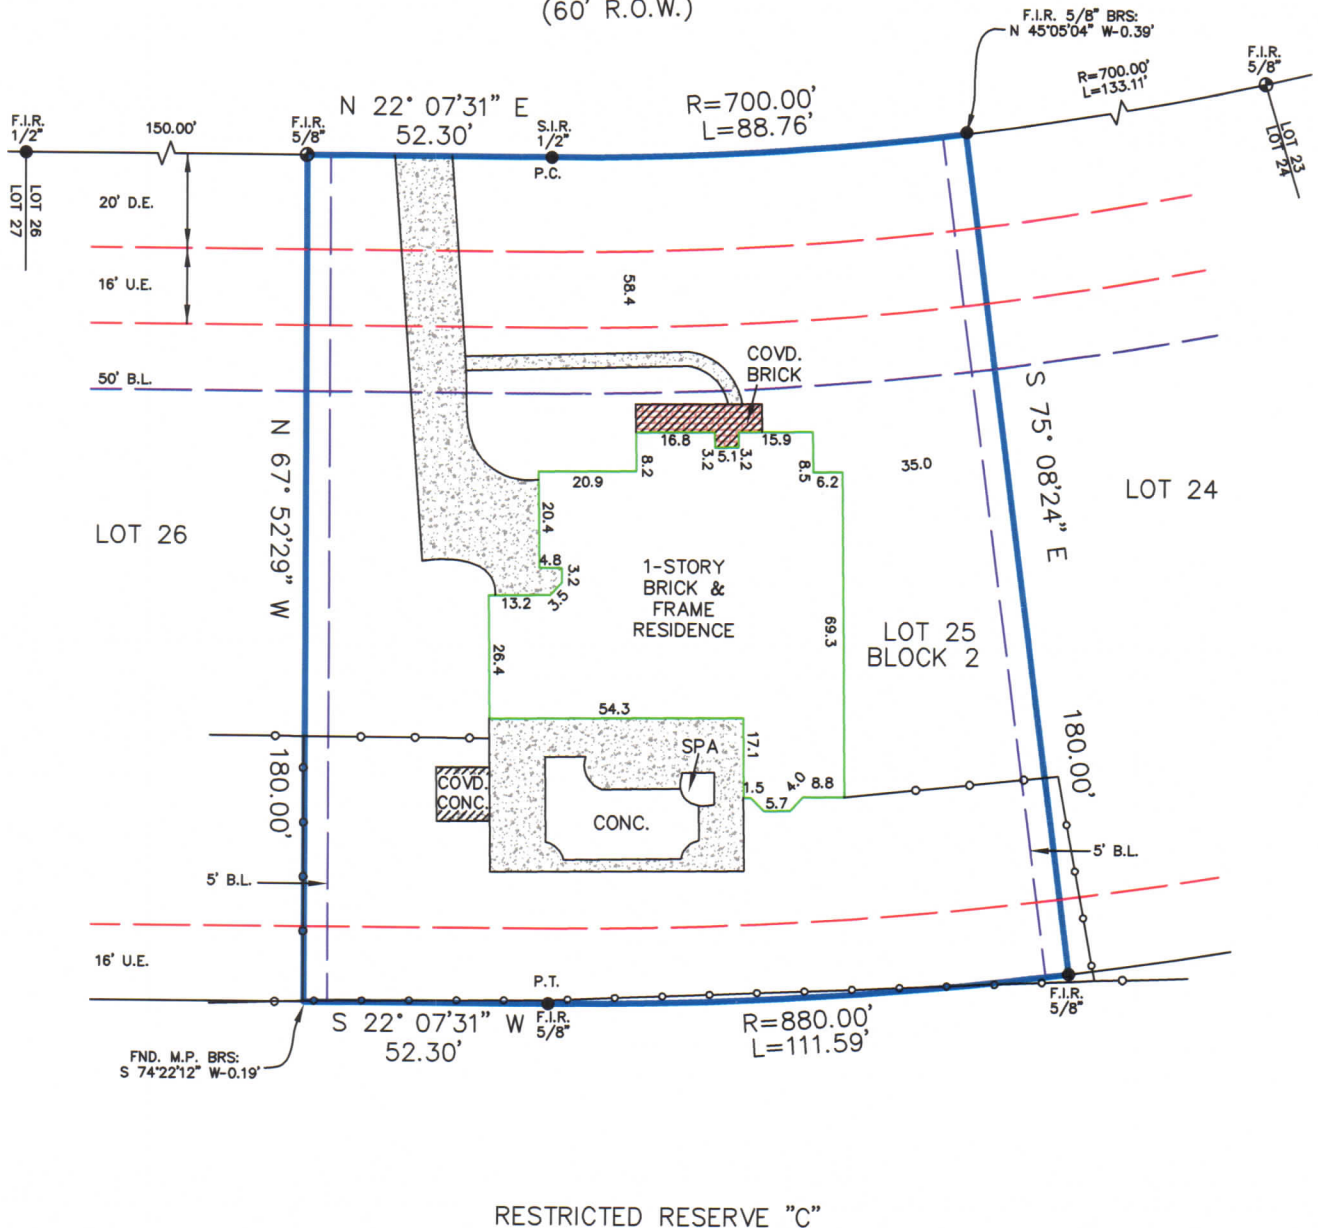 (60' R.O.W.)
F.I.R. 5/8" BRS:
N 45°05'04" W-0.39'
F.I.R.
5/8"
R=700.00'
L=133.11'
LOT 23
LOT 24
N 22° 07'31" E
52.30'
R=700.00'
L=88.76'
F.I.R.
1/2"
150.00'
F.I.R.
5/8"
S.I.R.
1/2"
P.C.
LOT 26
LOT 27
20' D.E.
16' U.E.
58.4
50' B.L.
COVD.
BRICK
16.8
3.2
5.1
3.2
15.9
8.2
8.5
6.2
20.9
35.0
S 75° 08'24" E
LOT 24
N 67° 52'29" W
LOT 26
20.4
4.8
3.2
3.5
13.2
1-STORY
BRICK &
FRAME
RESIDENCE
69.3
LOT 25
BLOCK 2
26.4
54.3
17.1
SPA
180.00'
180.00'
COVD.
CONC.
CONC.
1.5
5.7
4.0
8.8
5' B.L.
5' B.L.
16' U.E.
P.T.
F.I.R.
5/8"
F.I.R.
5/8"
S 22° 07'31" W
52.30'
R=880.00'
L=111.59'
FND. M.P. BRS:
S 74°22'12" W-0.19'
RESTRICTED RESERVE "C"